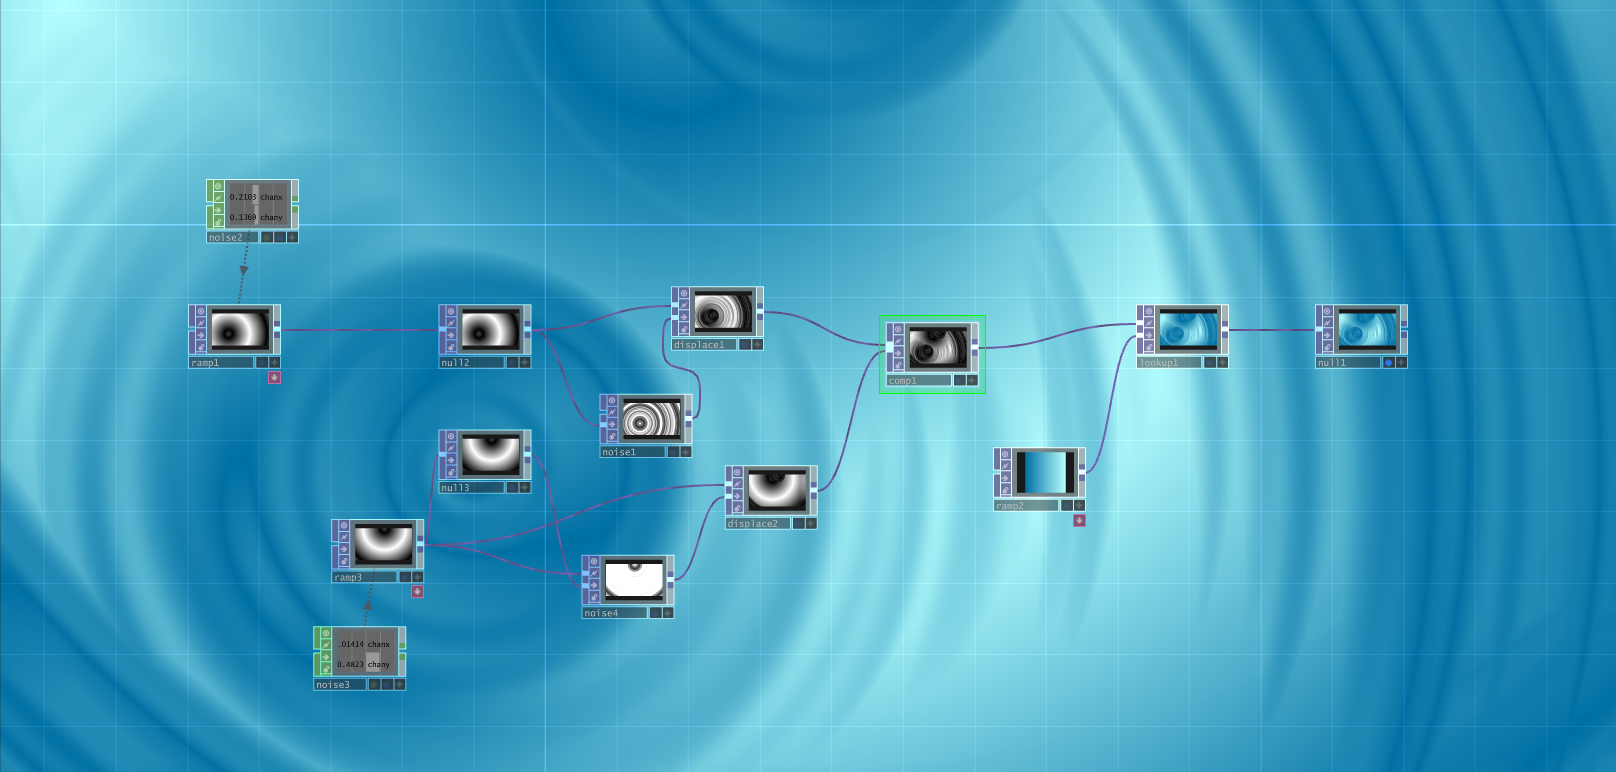 0.2103 chanx
0.1369 chany
noise2
ramp1
null2
displace1
noise1
comp1
lookup1
null1
null3
displace2
ramp2
ramp3
noise4
.01414 chanx
0.4823 chany
noise3